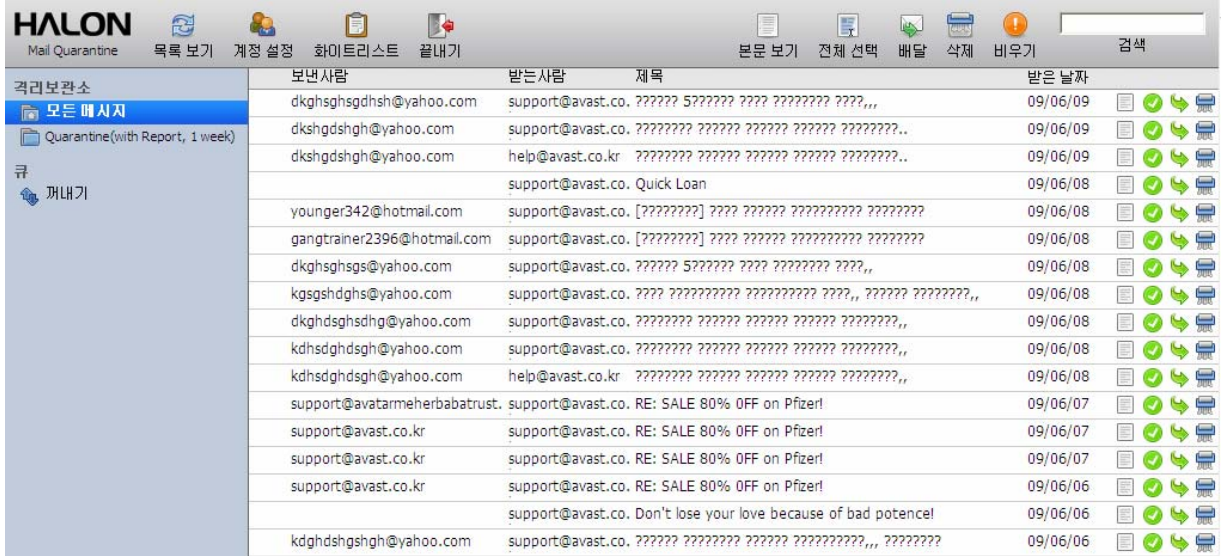 HALON
Mail Quarantine
목록 보기 계정 설정 화이트리스트 끝내기 본문 보기 전체 선택 배달 삭제 비우기 검색
격리보관소
모든 메시지
Quarantine(with Report, 1 week)
큐
꺼내기
보낸사람 받는사람 제목 받은 날짜
dkghsghsgdhsh@yahoo.com support@avast.co. ?????? 5?????? ???? ???????? ????,,, 09/06/09
dkshgdshgh@yahoo.com support@avast.co. ???????? ?????? ?????? ?????? ????????.. 09/06/09
dkshgdshgh@yahoo.com help@avast.co.kr ???????? ?????? ?????? ?????? ????????.. 09/06/09
support@avast.co. Quick Loan 09/06/08
younger342@hotmail.com support@avast.co. [????????] ???? ?????? ?????????? ???????? 09/06/08
gangtrainer2396@hotmail.com support@avast.co. [????????] ???? ?????? ?????????? ???????? 09/06/08
dkghsghsgs@yahoo.com support@avast.co. ?????? 5?????? ???? ???????? ????,, 09/06/08
kgsgshdghs@yahoo.com support@avast.co. ???? ?????????? ?????????? ????,, ?????? ????????,, 09/06/08
dkghdsghsdhg@yahoo.com support@avast.co. ???????? ?????? ?????? ?????? ????????,, 09/06/08
kdhsdghdsgh@yahoo.com support@avast.co. ???????? ?????? ?????? ?????? ????????,, 09/06/08
kdhsdghdsgh@yahoo.com help@avast.co.kr ???????? ?????? ?????? ?????? ????????,, 09/06/08
support@avatarmeherbabatrust. support@avast.co. RE: SALE 80% 0FF on Pfizer! 09/06/07
support@avast.co.kr support@avast.co. RE: SALE 80% 0FF on Pfizer! 09/06/07
support@avast.co.kr support@avast.co. RE: SALE 80% 0FF on Pfizer! 09/06/07
support@avast.co.kr support@avast.co. RE: SALE 80% 0FF on Pfizer! 09/06/06
support@avast.co. Don't lose your love because of bad potence! 09/06/06
kdghdshgshgh@yahoo.com support@avast.co. ?????? ???????? ?????? ??????????,,, ???????? 09/06/06